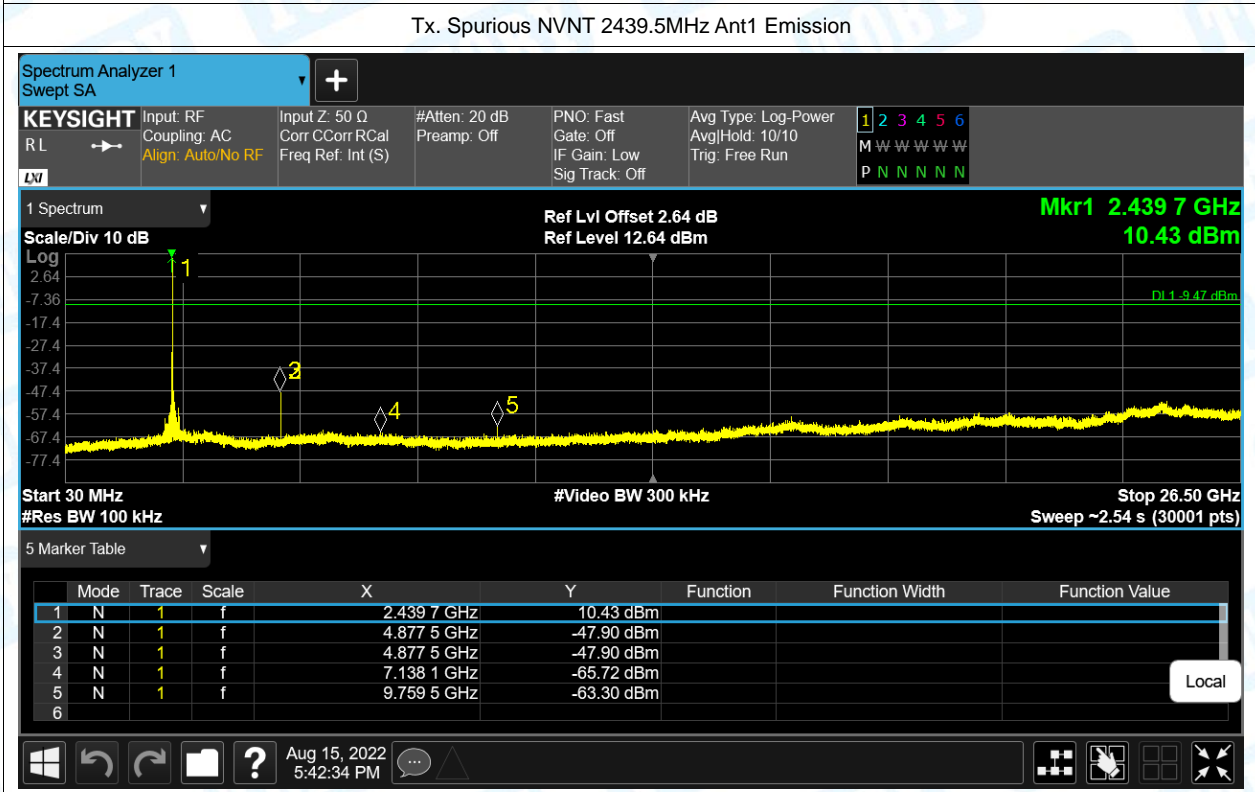 Tx. Spurious NVNT 2439.5MHz Ant1 Emission
Spectrum Analyzer 1
Swept SA
KEYSIGHT Input: RF Input Z: 50 Ω #Atten: 20 dB PNO: Fast Avg Type: Log-Power 1 2 3 4 5 6
R L Coupling: AC Corr CCorr RCal Preamp: Off Gate: Off Avg|Hold: 10/10 M W W W W W
Align: Auto/No RF Freq Ref: Int (S) IF Gain: Low Trig: Free Run
LXI Sig Track: Off P N N N N N
1 Spectrum Ref Lvl Offset 2.64 dB Mkr1 2.439 7 GHz
Scale/Div 10 dB Ref Level 12.64 dBm 10.43 dBm
Log
1
2.64
-7.36 DL1 -9.47 dBm
-17.4
-27.4
-37.4
-47.4
4 5
-57.4
-67.4
-77.4
Start 30 MHz #Video BW 300 kHz Stop 26.50 GHz
#Res BW 100 kHz Sweep ~2.54 s (30001 pts)
5 Marker Table
Mode Trace Scale X Y Function Function Width Function Value
1 N 1 f 2.439 7 GHz 10.43 dBm
2 N 1 f 4.877 5 GHz -47.90 dBm
3 N 1 f 4.877 5 GHz -47.90 dBm
4 N 1 f 7.138 1 GHz -65.72 dBm
5 N 1 f 9.759 5 GHz -63.30 dBm
6
Local
? Aug 15, 2022
5:42:34 PM